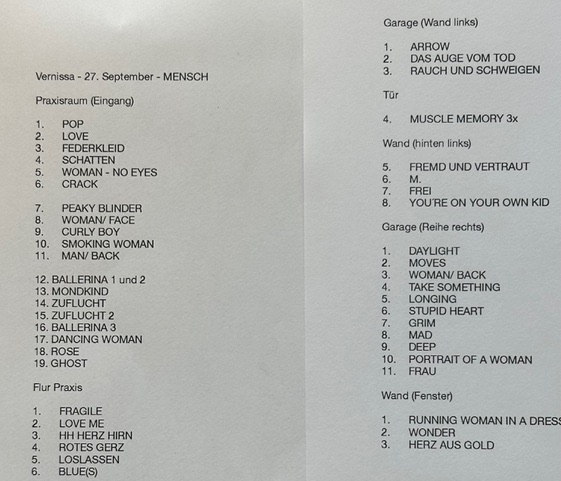 Vernissa - 27. September - MENSCH
Praxisraum (Eingang)
1. POP
2. LOVE
3. FEDERKLEID
4. SCHATTEN
5. WOMAN - NO EYES
6. CRACK
7. PEAKY BLINDER
8. WOMAN/ FACE
9. CURLY BOY
10. SMOKING WOMAN
11. MAN/ BACK
12. BALLERINA 1 und 2
13. MONDKIND
14. ZUFLUCHT
15. ZUFLUCHT 2
16. BALLERINA 3
17. DANCING WOMAN
18. ROSE
19. GHOST
Flur Praxis
1. FRAGILE
2. LOVE ME
3. HH HERZ HIRN
4. ROTES GERZ
5. LOSLASSEN
6. BLUE(S)
Garage (Wand links)
1. ARROW
2. DAS AUGE VOM TOD
3. RAUCH UND SCHWEIGEN
Tür
4. MUSCLE MEMORY 3x
Wand (hinten links)
5. FREMD UND VERTRAUT
6. M.
7. FREI
8. YOU'RE ON YOUR OWN KID
Garage (Reihe rechts)
1. DAYLIGHT
2. MOVES
3. WOMAN/ BACK
4. TAKE SOMETHING
5. LONGING
6. STUPID HEART
7. GRIM
8. MAD
9. DEEP
10. PORTRAIT OF A WOMAN
11. FRAU
Wand (Fenster)
1. RUNNING WOMAN IN A DRESS
2. WONDER
3. HERZ AUS GOLD